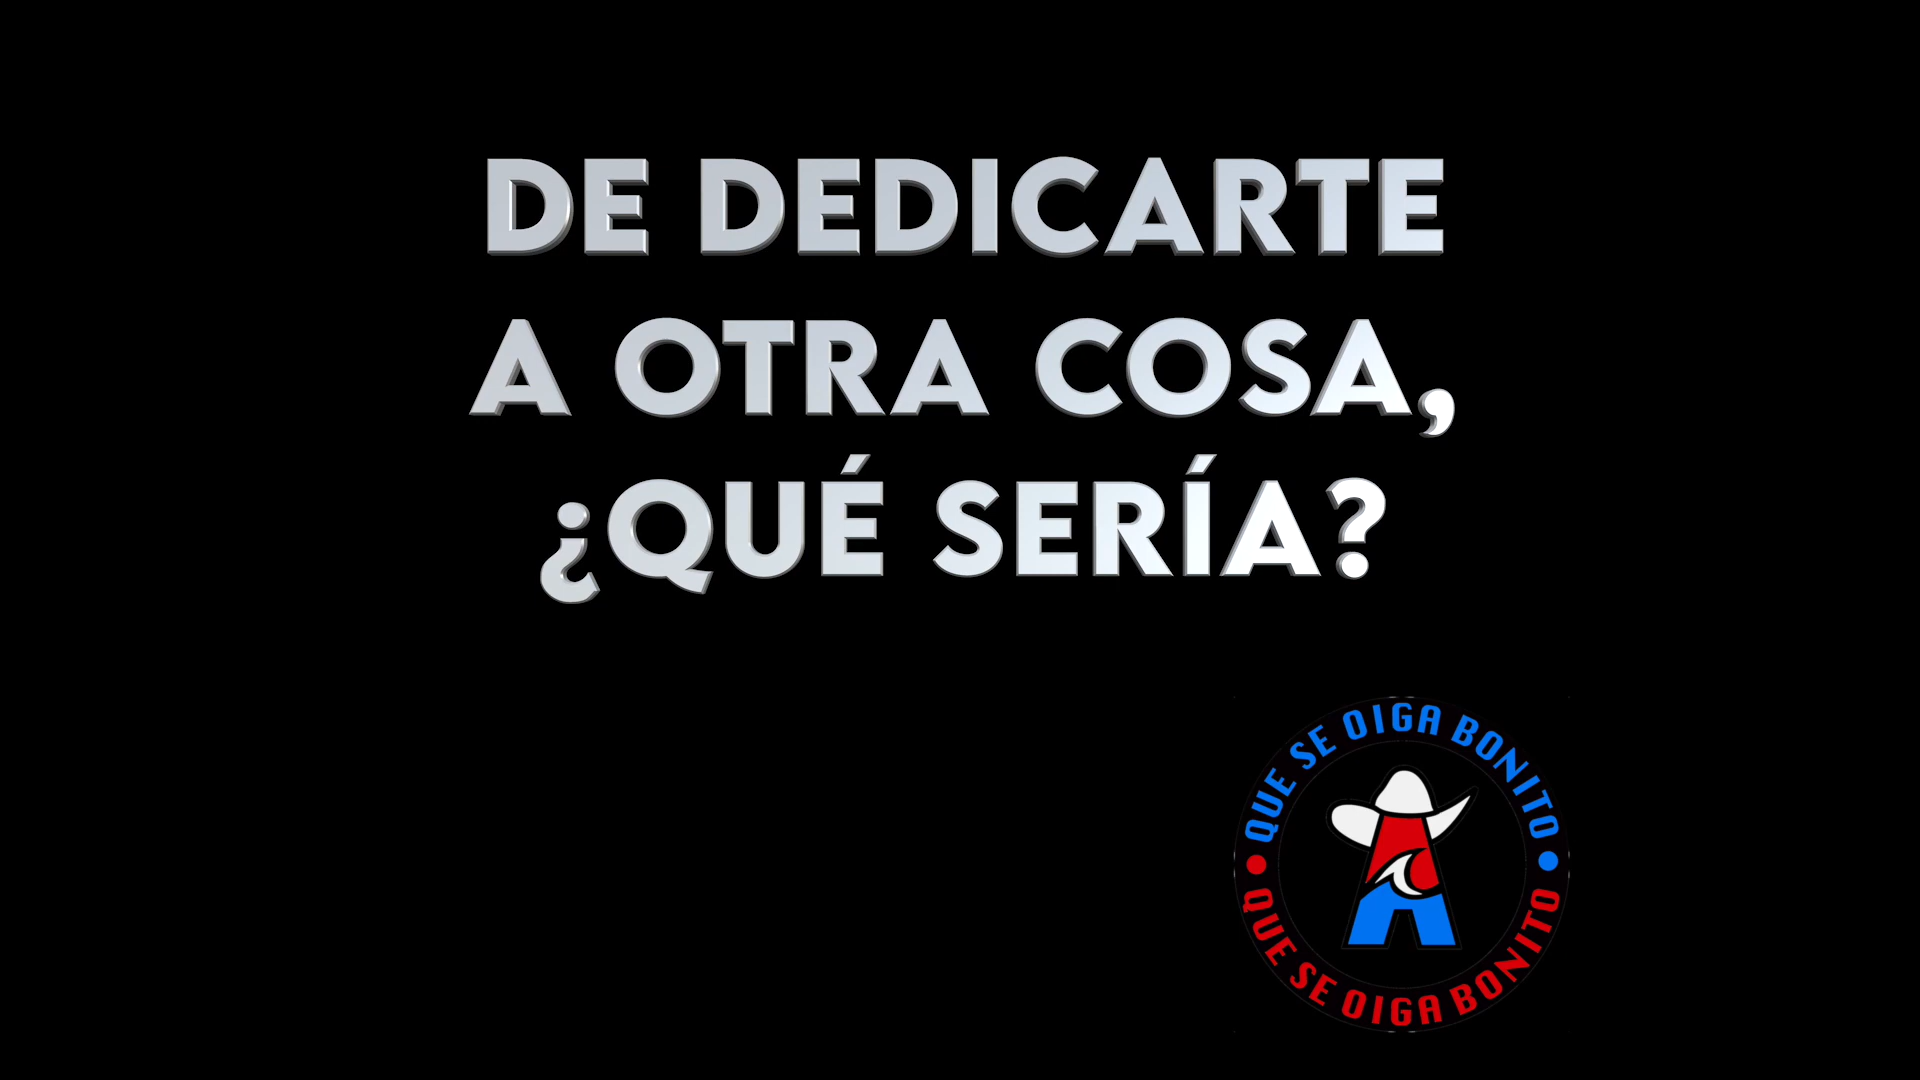 DE DEDICARTE
A OTRA COSA,
¿QUÉ SERÍA?
QUE SE OIGA BONITO
QUE SE OIGA BONITO